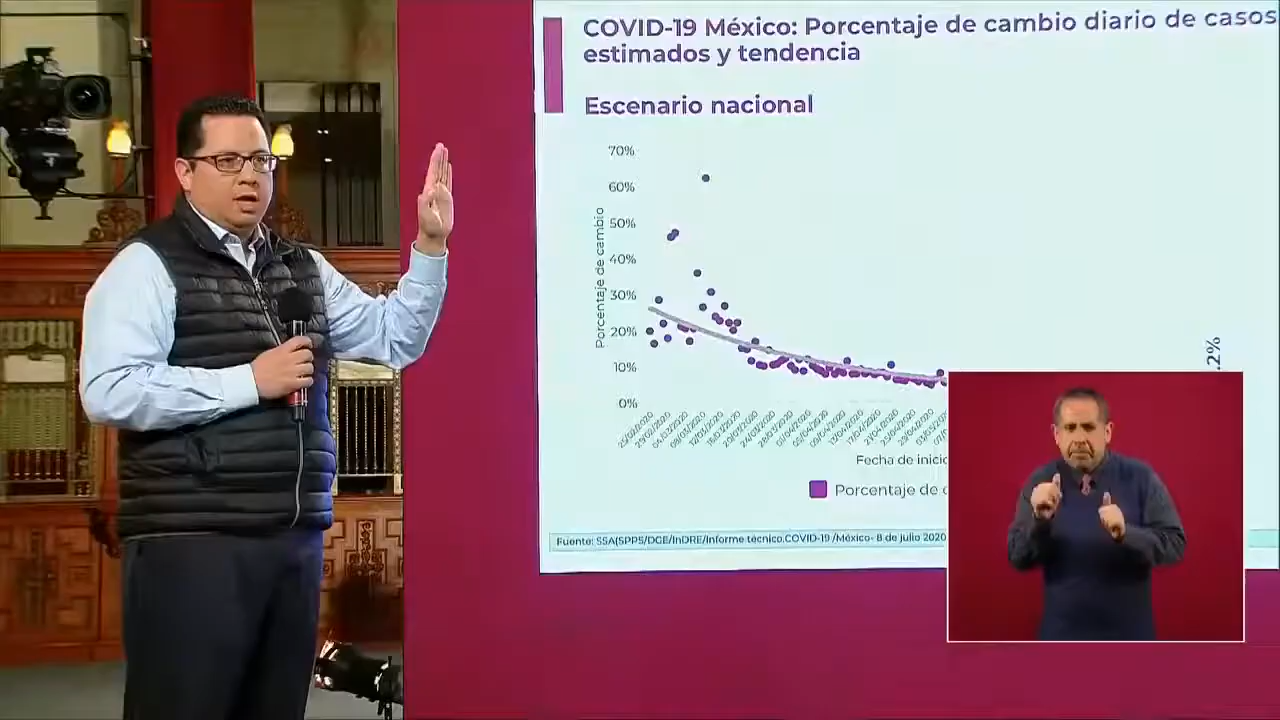 COVID-19 México: Porcentaje de cambio diario de casos
estimados y tendencia
Escenario nacional
70%
60%
50%
40%
30%
20%
10%
0%
Porcentaje de cambio
.2%
Fecha de inicio
Porcentaje de
Fuente: SSA(SPPS/DGE/InDRE/Informe técnico.COVID-19 /México- 8 de julio 2020